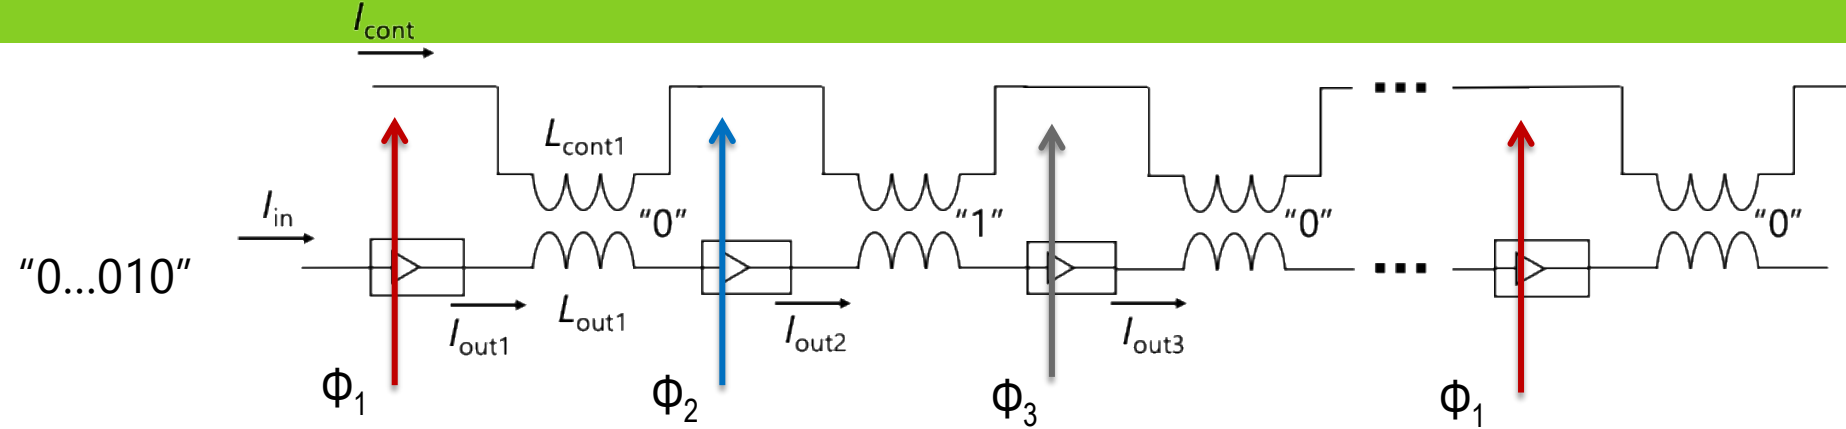 Icont
Lcont1
Iin
“0” “1” “0” “0”
“0...010”
Iout1 Lout1 Iout2 Iout3
Φ1 Φ2 Φ3 Φ1